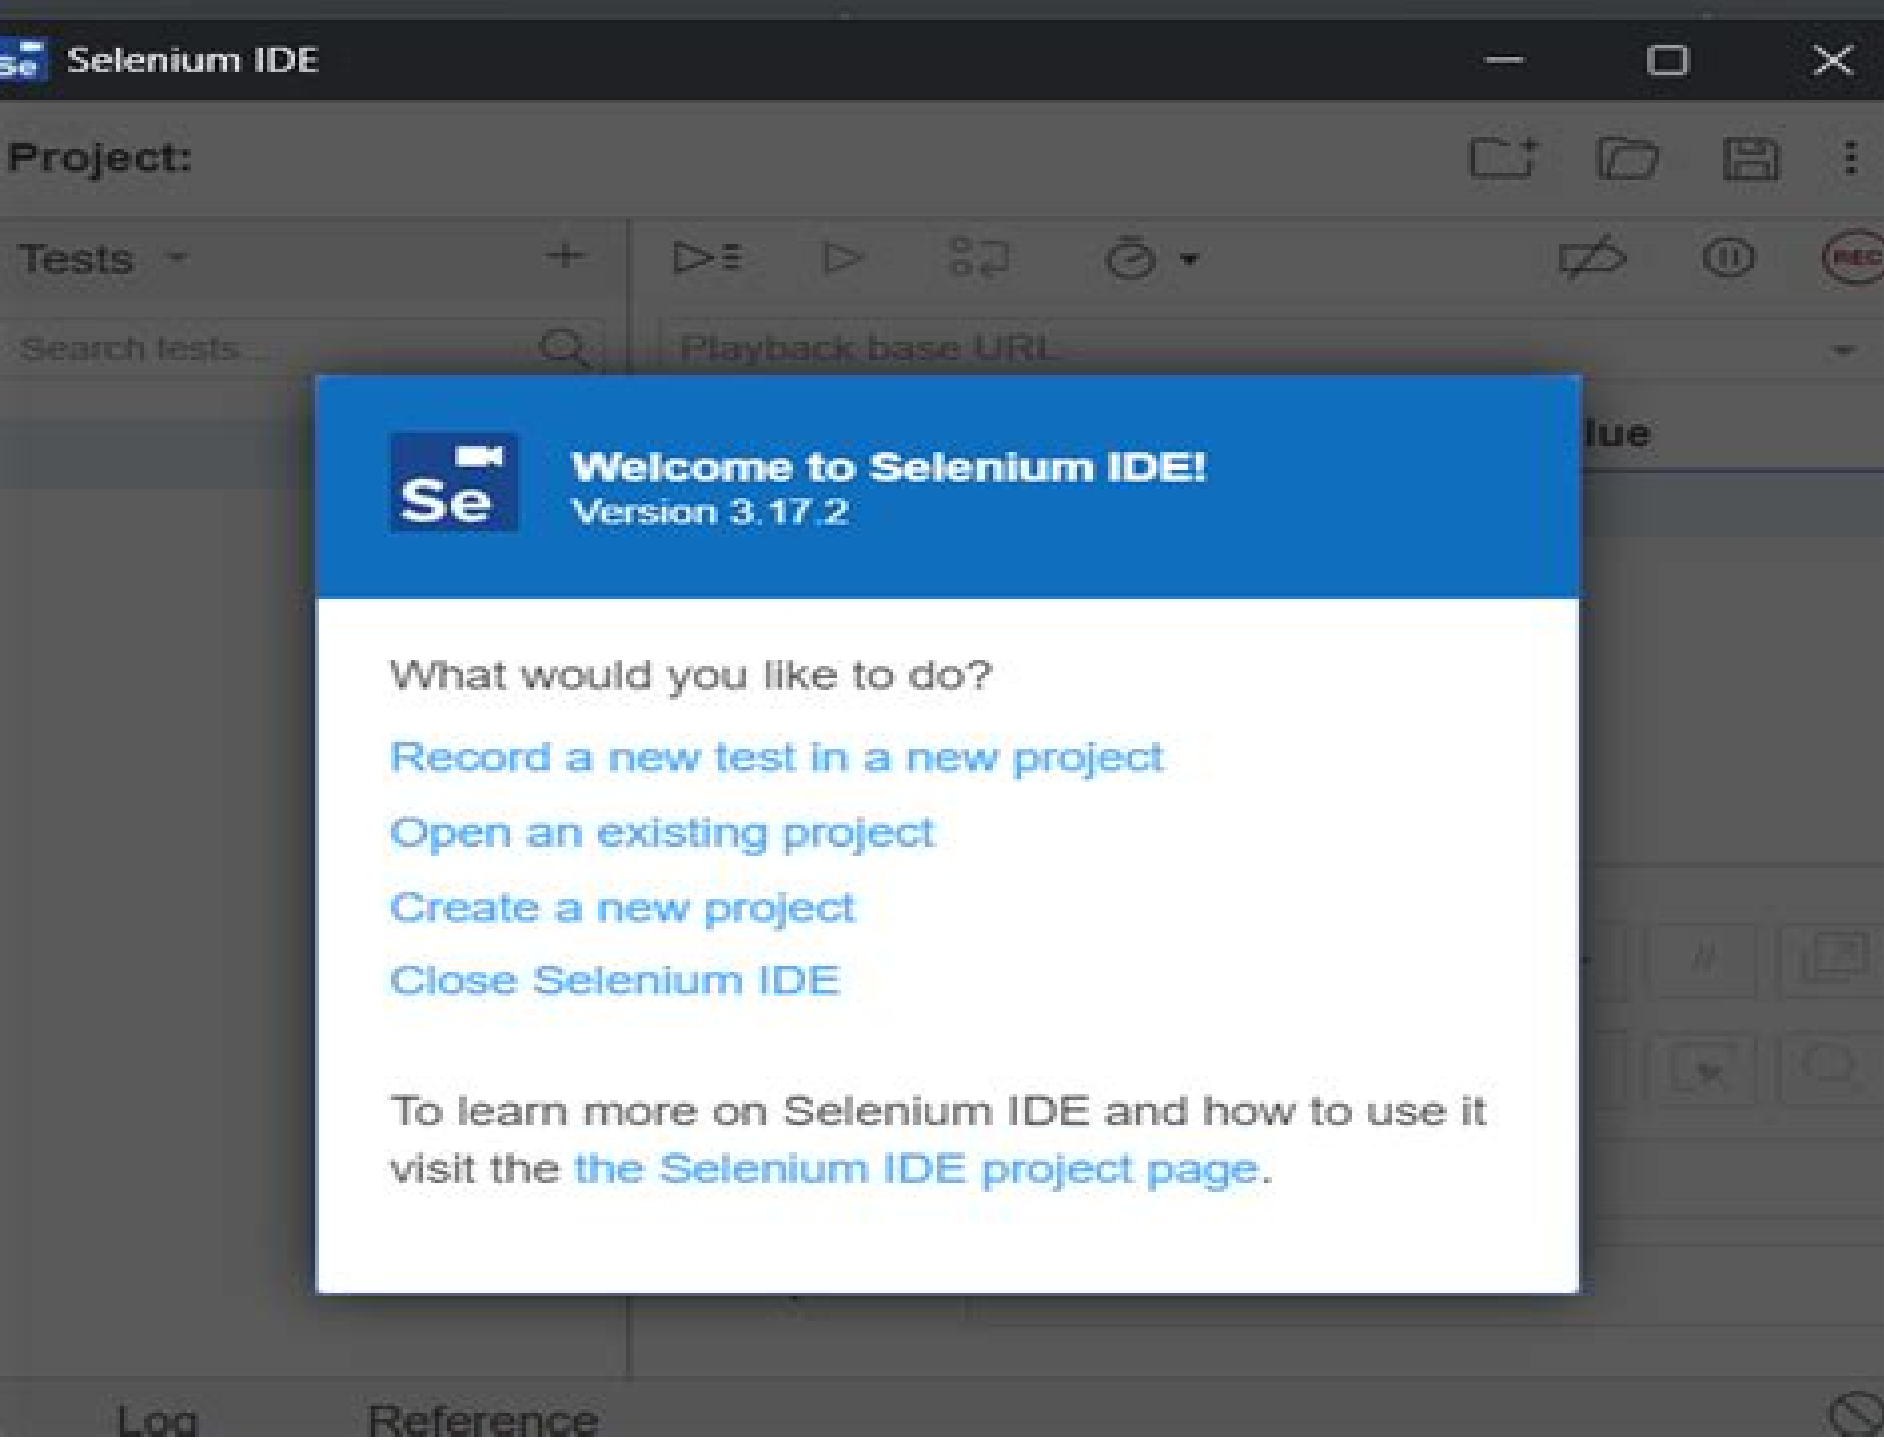 Se Selenium IDE
Project:
Tests
Search tests...
REC
Playback base URL
lue
Se
Welcome to Selenium IDE!
Version 3.17.2
What would you like to do?
Record a new test in a new project
Open an existing project
Create a new project
Close Selenium IDE
//
To learn more on Selenium IDE and how to use it
visit the the Selenium IDE project page.
Log Reference